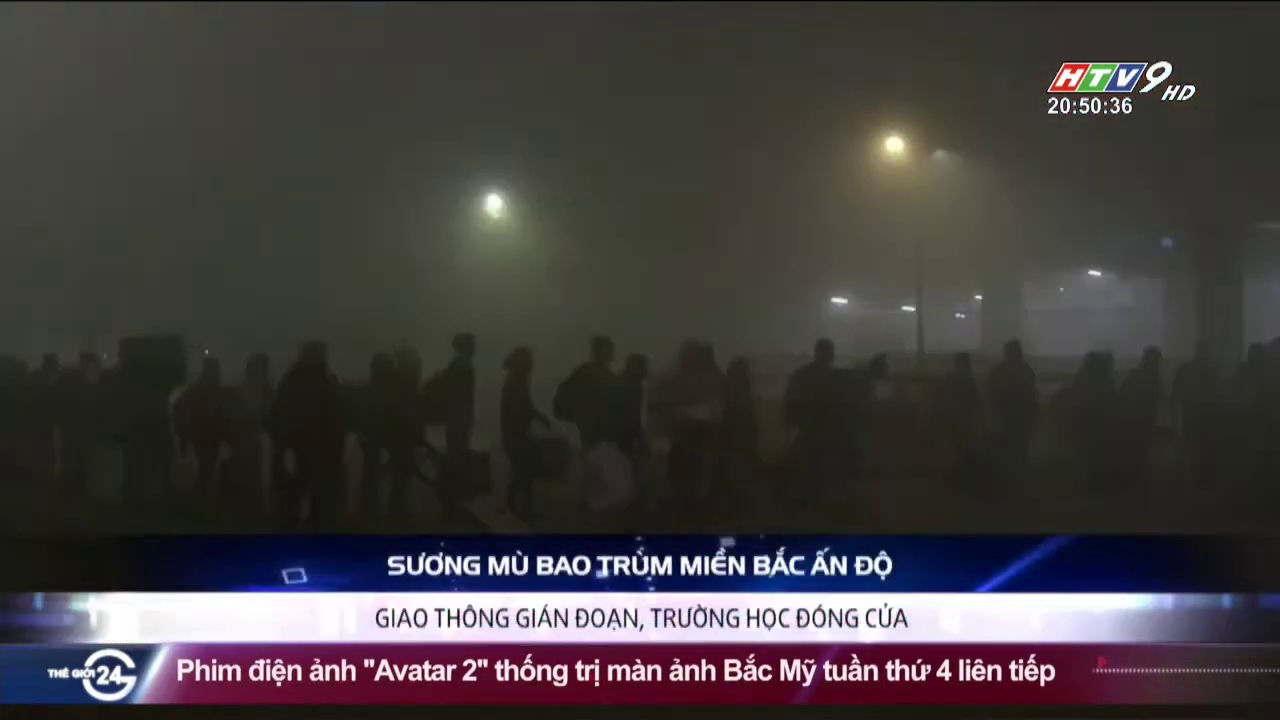 HTV9 HD
20:50:36
SƯƠNG MÙ BAO TRÙM MIỀN BẮC ẤN ĐỘ
GIAO THÔNG GIÁN ĐOẠN, TRƯỜNG HỌC ĐÓNG CỬA
THẾ GIỚI 24G Phim điện ảnh "Avatar 2" thống trị màn ảnh Bắc Mỹ tuần thứ 4 liên tiếp